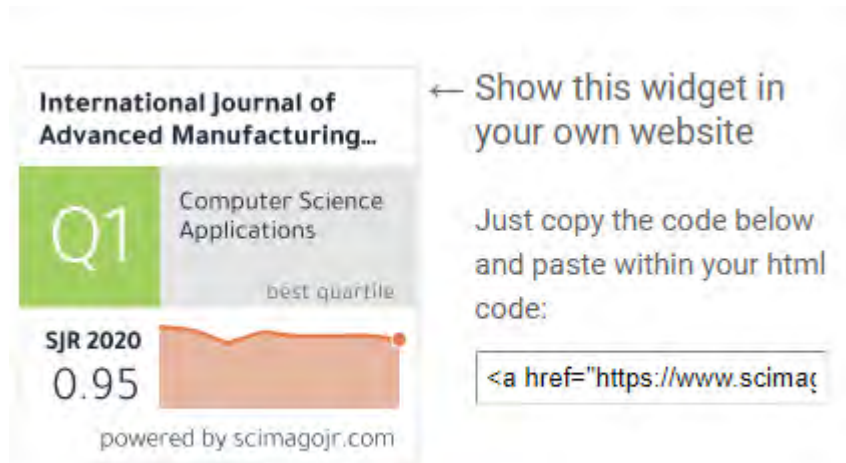 International Journal of
Advanced Manufacturing...
Q1
Computer Science
Applications
best quartile
SJR 2020
0.95
powered by scimagojr.com
← Show this widget in
your own website
Just copy the code below
and paste within your html
code:
<a href="https://www.scimag